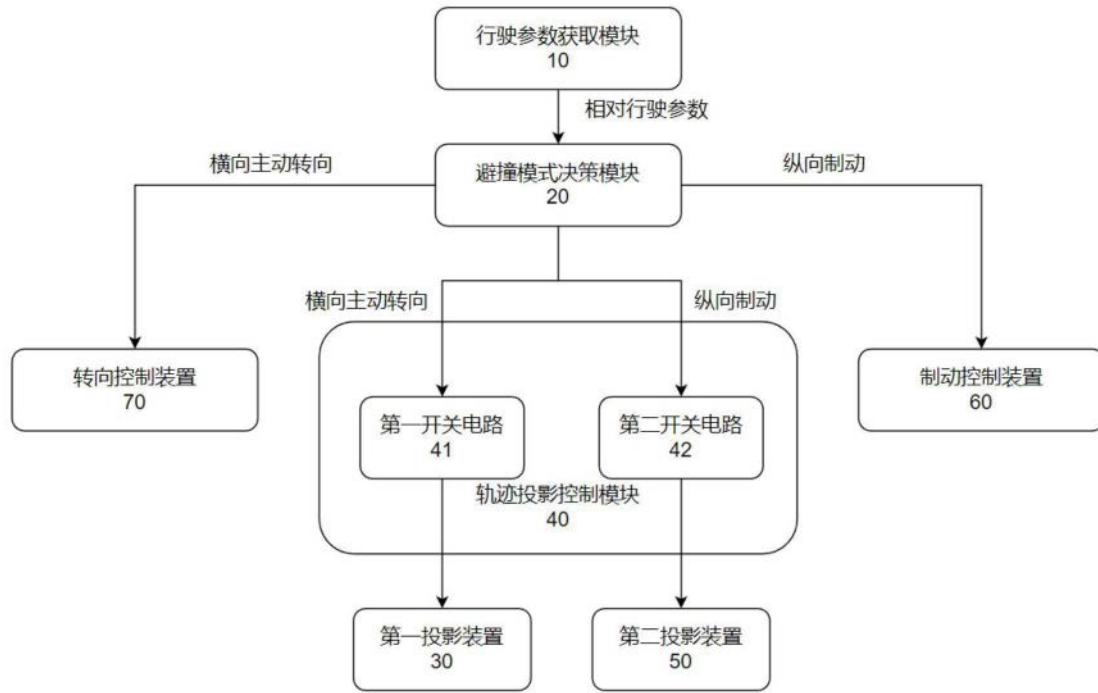 行驶参数获取模块
10
相对行驶参数
横向主动转向
避撞模式决策模块
20
纵向制动
横向主动转向
纵向制动
转向控制装置
70
制动控制装置
60
第一开关电路
41
第二开关电路
42
轨迹投影控制模块
40
第一投影装置
30
第二投影装置
50